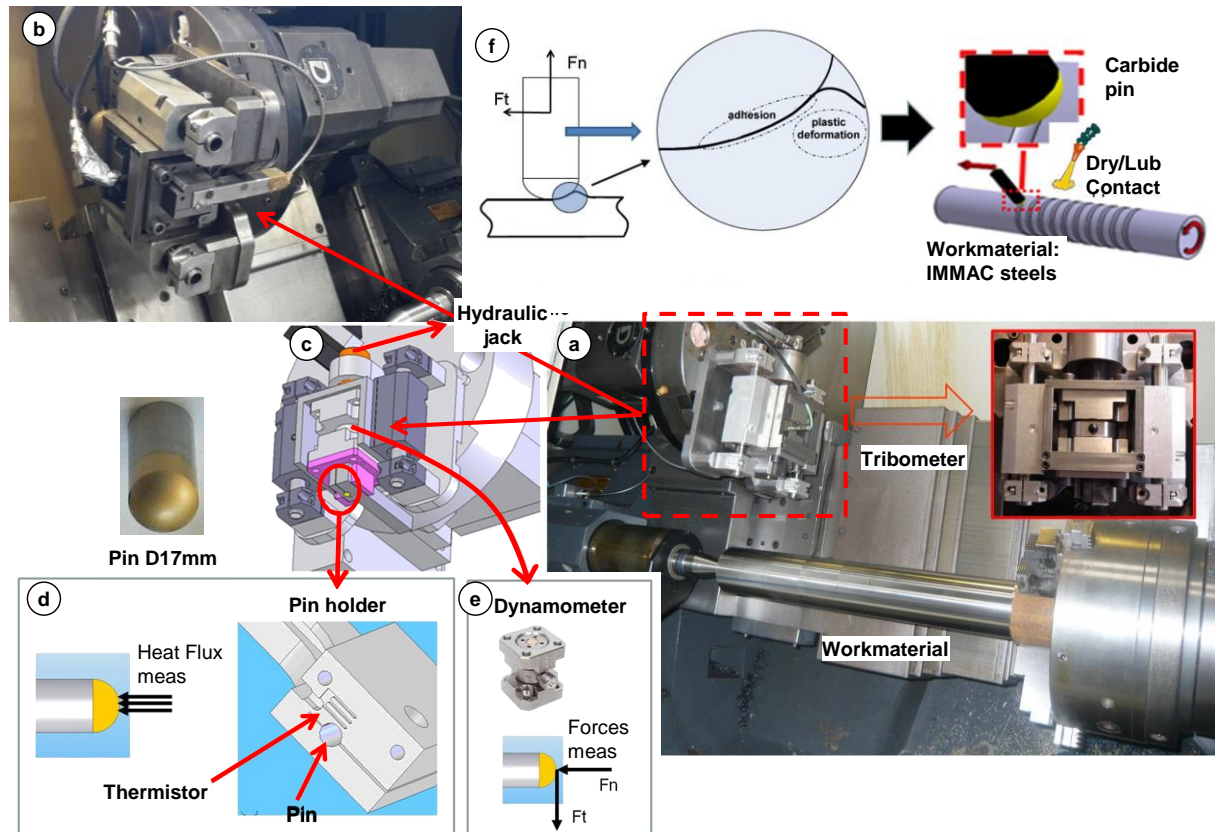 b
f
Fn
Ft
adhesion
plastic
deformation
Carbide
pin
Dry/Lub
Contact
Workmaterial:
IMMAC steels
Hydraulic
jack
c
a
Tribometer
Pin D17mm
Workmaterial
d
Pin holder
Heat Flux
meas
Thermistor
Pin
e
Dynamometer
Forces
meas
Fn
Ft